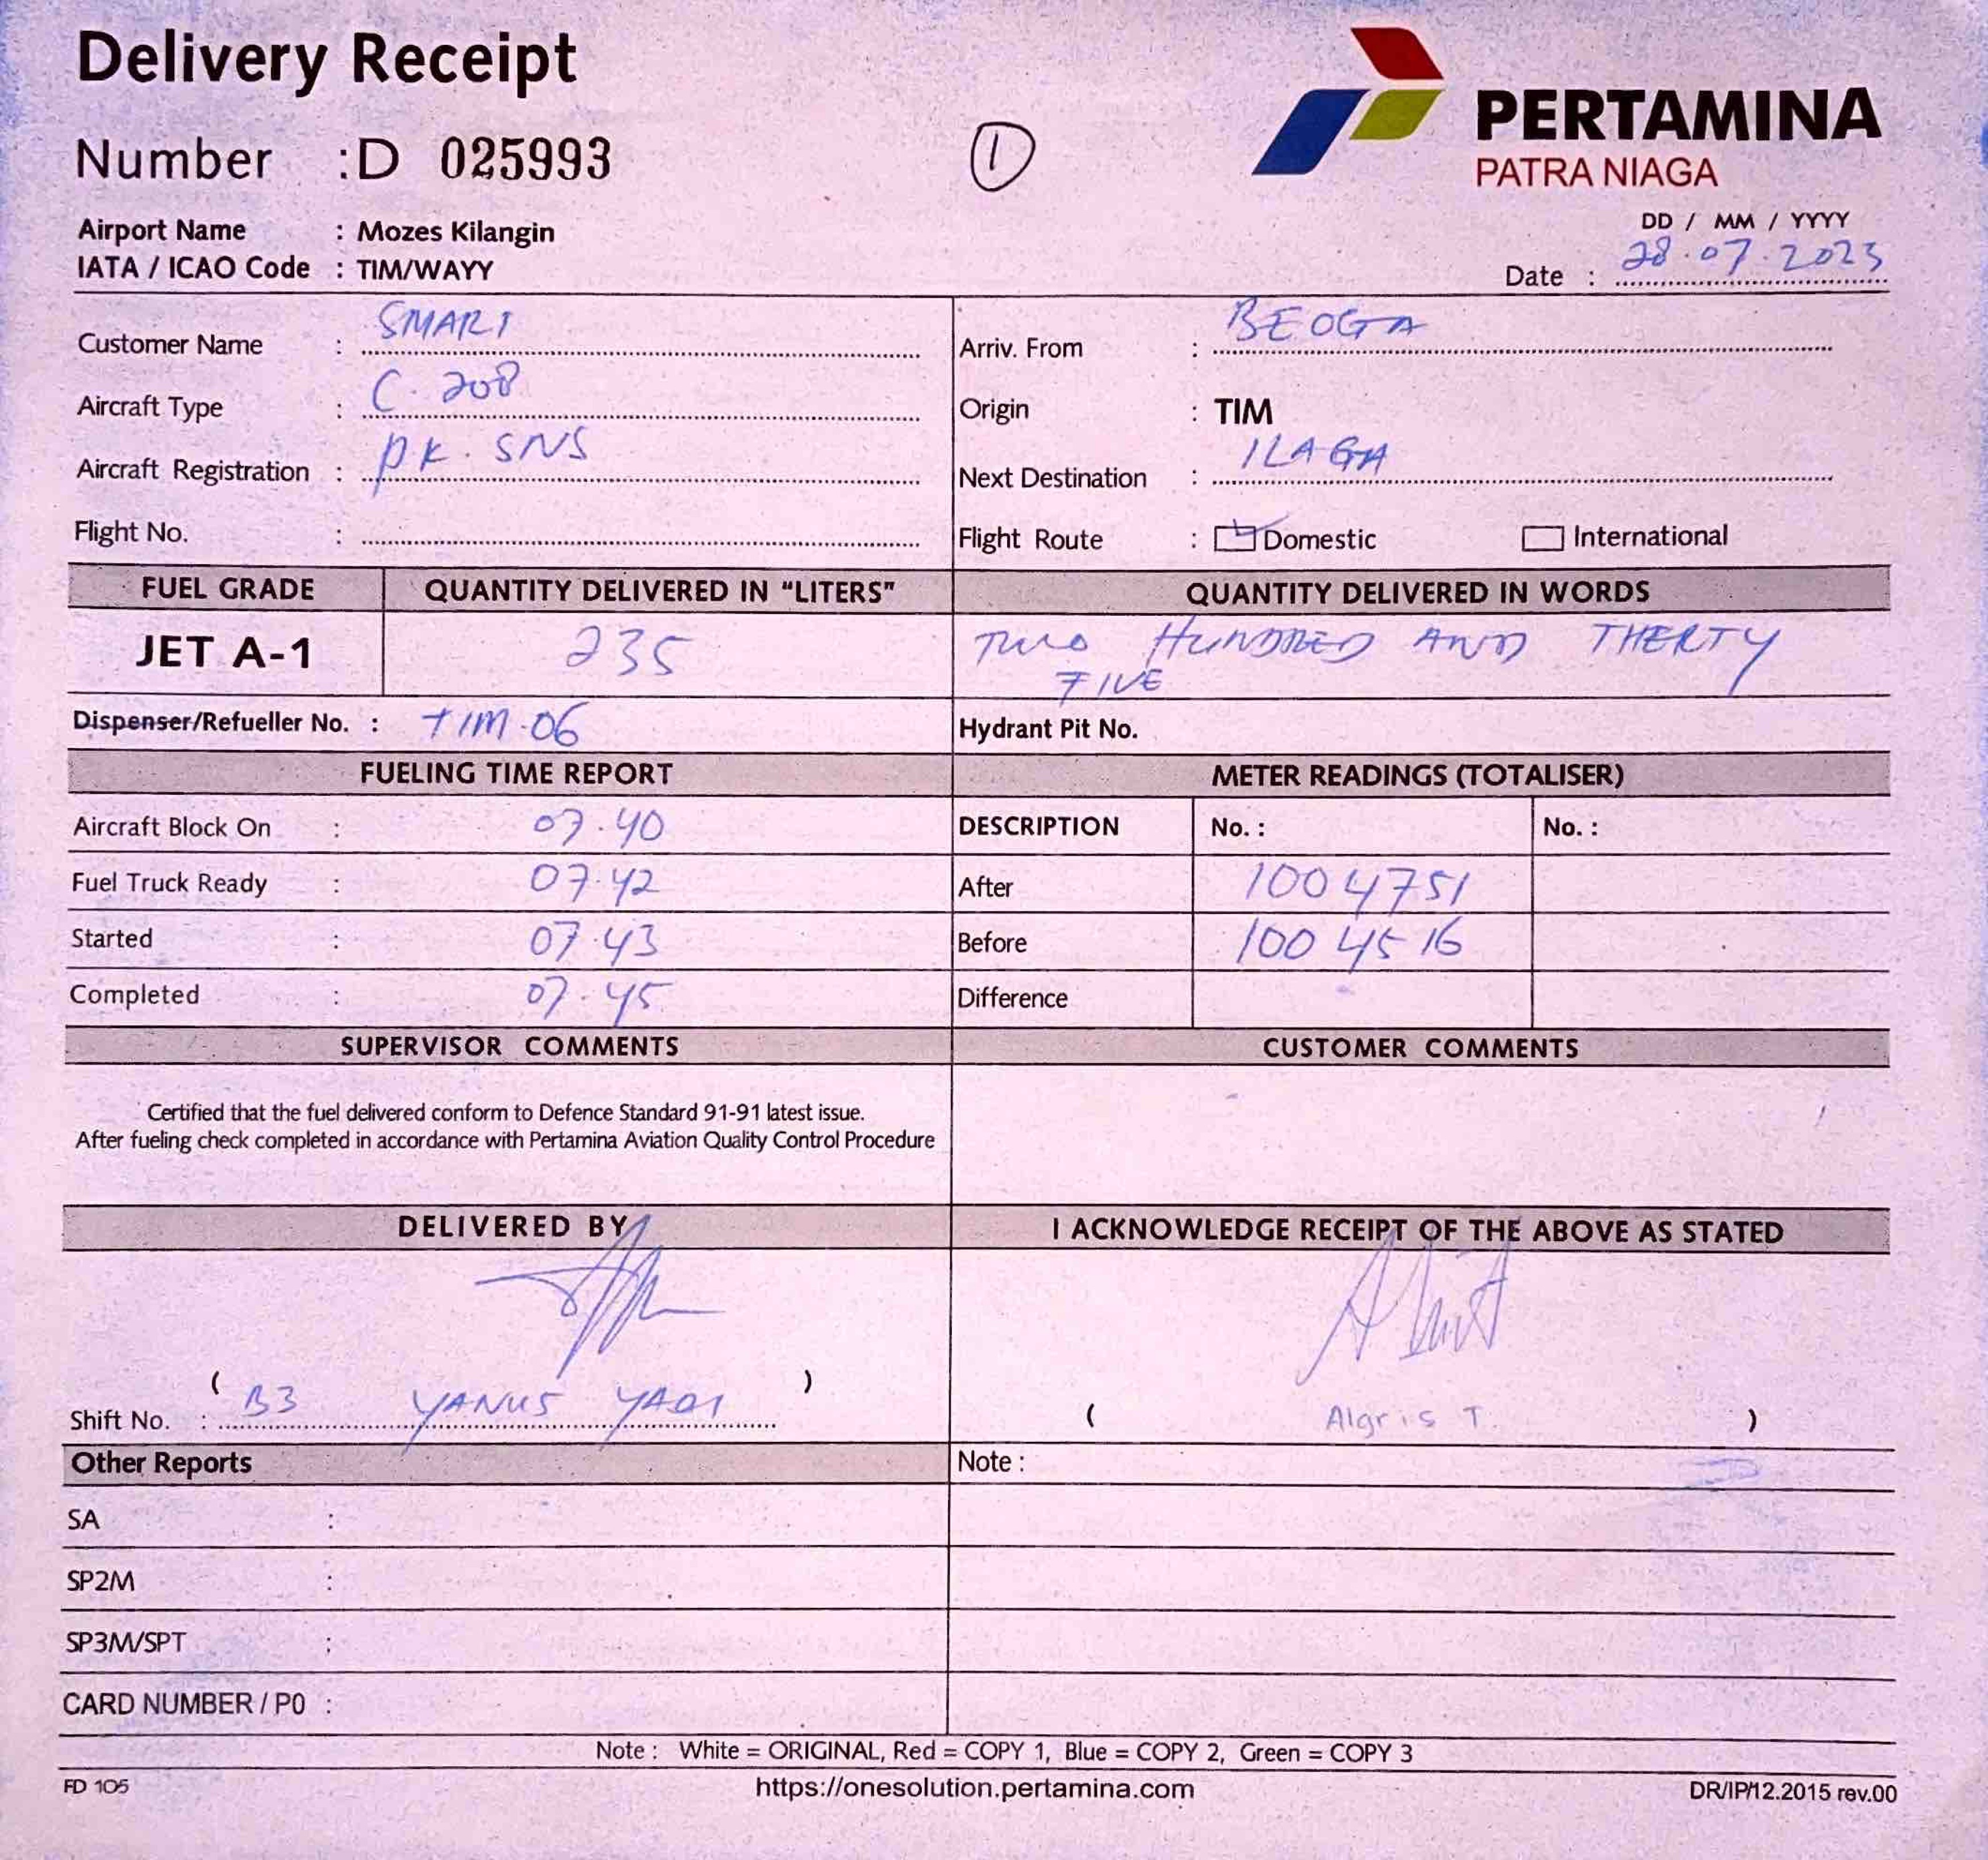 Delivery Receipt
Number : D 025993
①
PERTAMINA
PATRA NIAGA
Airport Name : Mozes Kilangin
IATA / ICAO Code : TIM/WAYY
DD / MM / YYYY
Date : 28.07.2023
Customer Name : SMART
Arriv. From : BEOGA
Aircraft Type : C.208
Origin : TIM
Aircraft Registration : PK.SNS
Next Destination : ILAGA
Flight No. :
Flight Route : Domestic International
FUEL GRADE QUANTITY DELIVERED IN "LITERS" QUANTITY DELIVERED IN WORDS
JET A-1 235 TWO HUNDRED AND THERTY
FIVE
Dispenser/Refueller No. : TIM-06 Hydrant Pit No.
FUELING TIME REPORT METER READINGS (TOTALISER)
Aircraft Block On : 07.40 DESCRIPTION No. : No. :
Fuel Truck Ready : 07.42 After 1004751
Started : 07.43 Before 1004516
Completed : 07.45 Difference
SUPERVISOR COMMENTS CUSTOMER COMMENTS
Certified that the fuel delivered conform to Defence Standard 91-91 latest issue.
After fueling check completed in accordance with Pertamina Aviation Quality Control Procedure
DELIVERED BY I ACKNOWLEDGE RECEIPT OF THE ABOVE AS STATED
( )
Shift No. : B3 YANUS ( Algris T. )
Other Reports Note :
SA :
SP2M :
SP3M/SPT :
CARD NUMBER / P0 :
Note : White = ORIGINAL, Red = COPY 1, Blue = COPY 2, Green = COPY 3
FD 105 https://onesolution.pertamina.com DR/IP/12.2015 rev.00